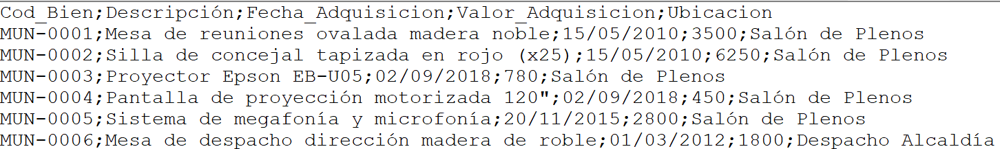 Cod_Bien;Descripción;Fecha_Adquisicion;Valor_Adquisicion;Ubicacion
MUN-0001;Mesa de reuniones ovalada madera noble;15/05/2010;3500;Salón de Plenos
MUN-0002;Silla de concejal tapizada en rojo (x25);15/05/2010;6250;Salón de Plenos
MUN-0003;Proyector Epson EB-U05;02/09/2018;780;Salón de Plenos
MUN-0004;Pantalla de proyección motorizada 120";02/09/2018;450;Salón de Plenos
MUN-0005;Sistema de megafonía y microfonía;20/11/2015;2800;Salón de Plenos
MUN-0006;Mesa de despacho dirección madera de roble;01/03/2012;1800;Despacho Alcaldía